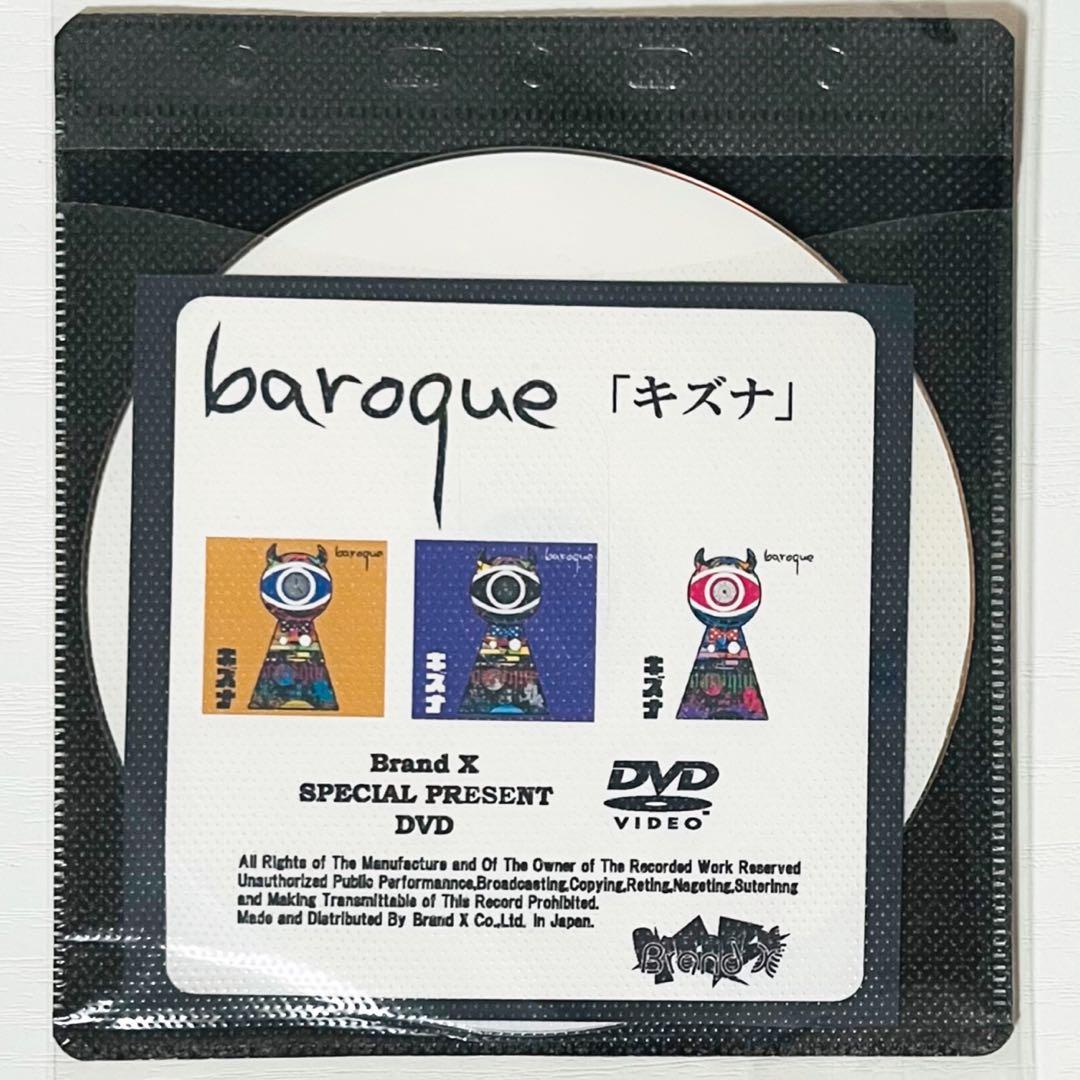 baroque 「キズナ」
baroque
キズナ
baroque
キズナ
baroque
キズナ
Brand X
SPECIAL PRESENT
DVD
DVD
VIDEO™
All Rights of The Manufacture and Of The Owner of The Recorded Work Reserved
Unauthorized Public Performannce,Broadcasting,Copying,Reting,Nageting,Suterinng
and Making Transmittable of This Record Prohibited.
Made and Distributed By Brand X Co.,Ltd. In Japan.
Brand X